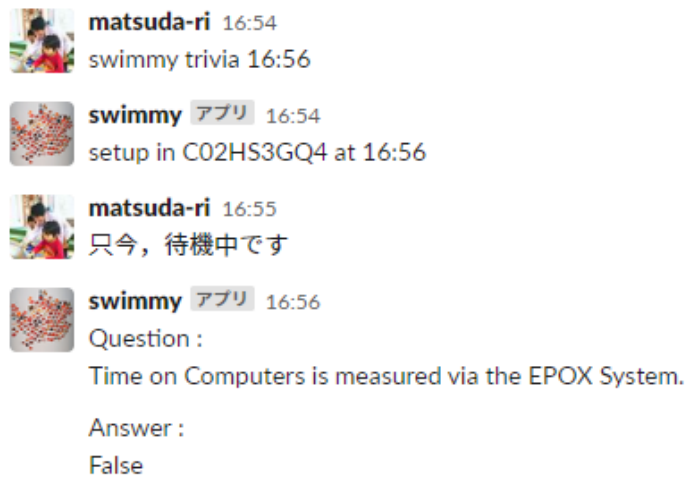 matsuda-ri 16:54
swimmy trivia 16:56
swimmy アプリ 16:54
setup in C02HS3GQ4 at 16:56
matsuda-ri 16:55
只今，待機中です
swimmy アプリ 16:56
Question :
Time on Computers is measured via the EPOX System.
Answer :
False